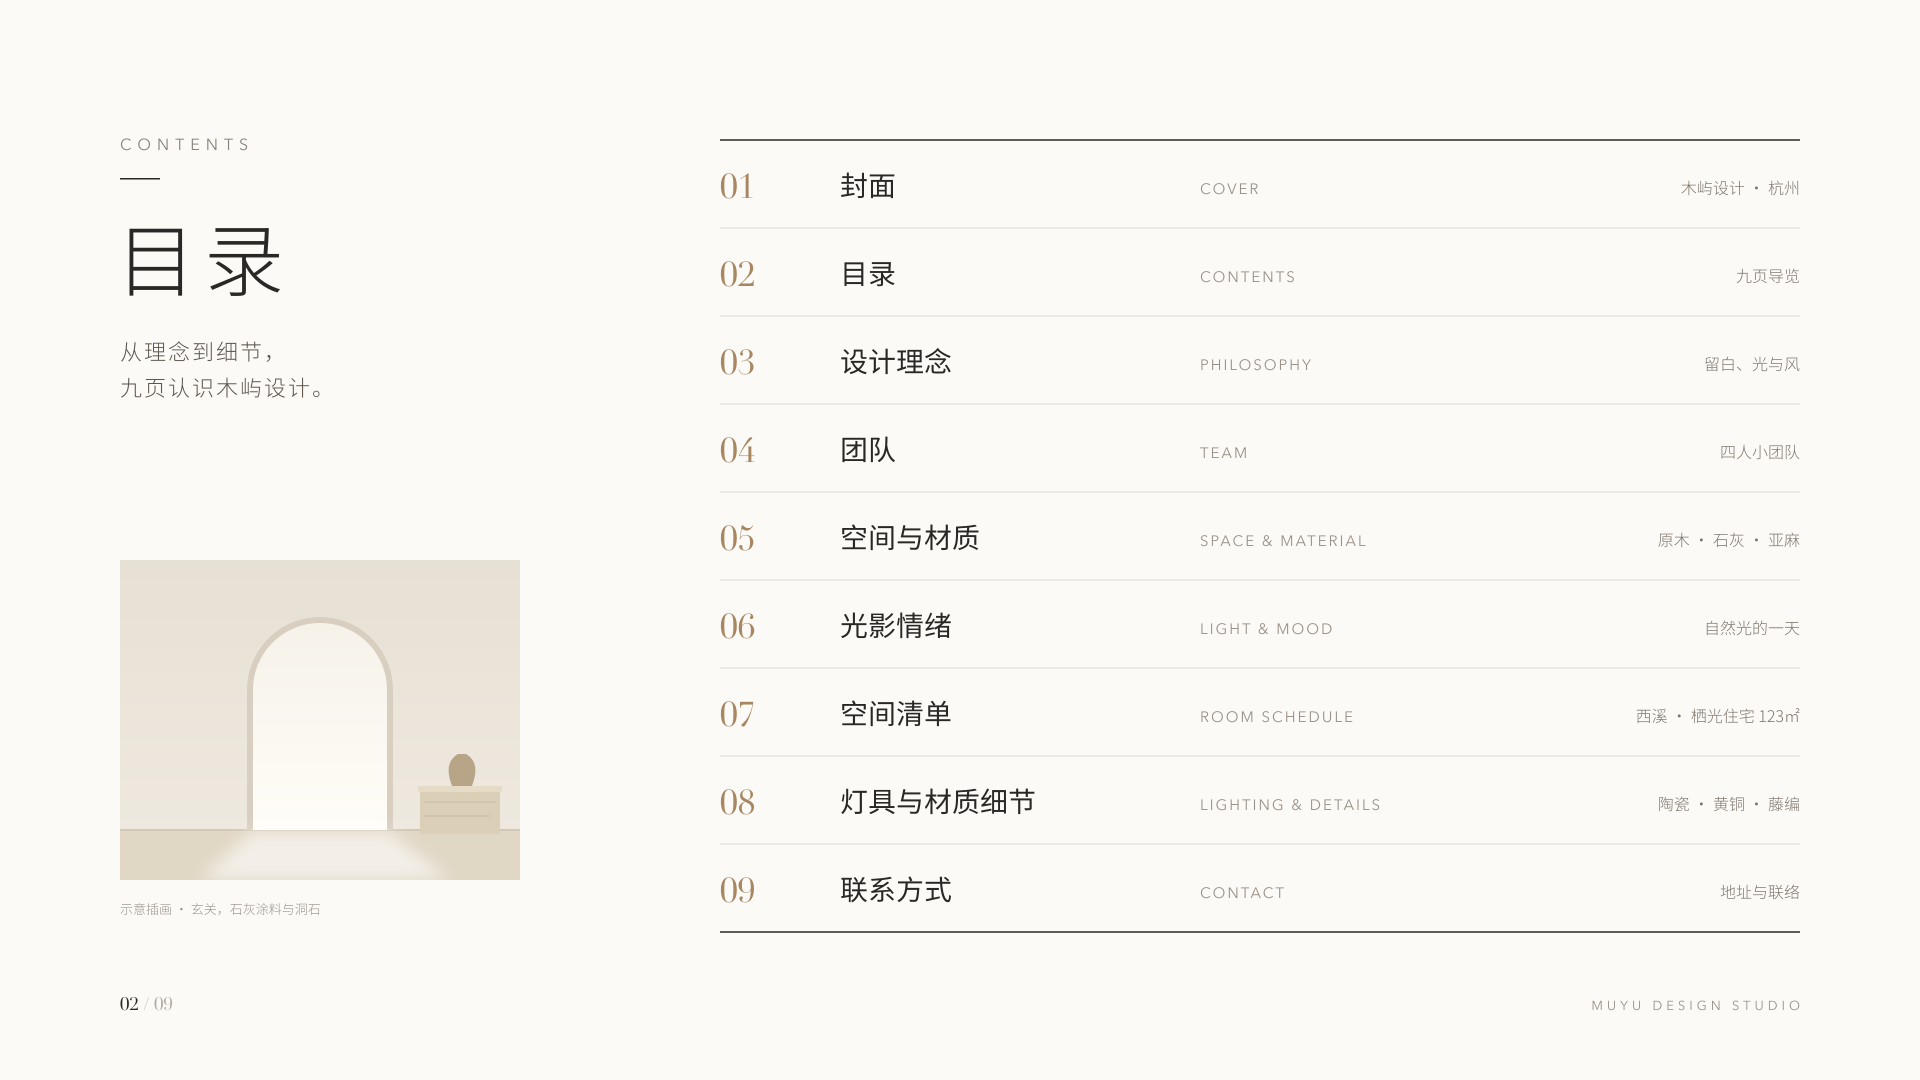 CONTENTS
目录
从理念到细节，
九页认识木屿设计。
示意插画 · 玄关，石灰涂料与洞石
01 封面 COVER 木屿设计 · 杭州
02 目录 CONTENTS 九页导览
03 设计理念 PHILOSOPHY 留白、光与风
04 团队 TEAM 四人小团队
05 空间与材质 SPACE & MATERIAL 原木 · 石灰 · 亚麻
06 光影情绪 LIGHT & MOOD 自然光的一天
07 空间清单 ROOM SCHEDULE 西溪 · 栖光住宅 123㎡
08 灯具与材质细节 LIGHTING & DETAILS 陶瓷 · 黄铜 · 藤编
09 联系方式 CONTACT 地址与联络
02 / 09
MUYU DESIGN STUDIO